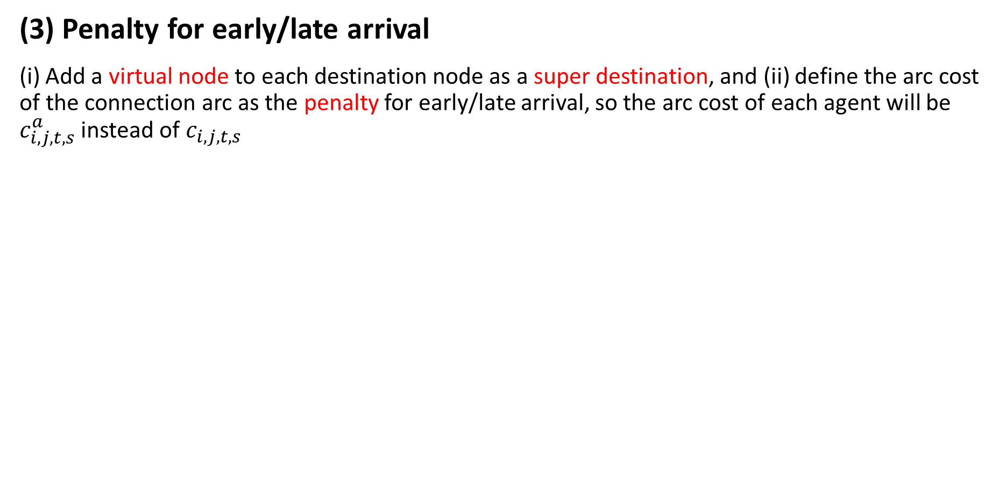 (3) Penalty for early/late arrival
(i) Add a virtual node to each destination node as a super destination, and (ii) define the arc cost
of the connection arc as the penalty for early/late arrival, so the arc cost of each agent will be
$c_{i,j,t,s}^{a}$ instead of $c_{i,j,t,s}$